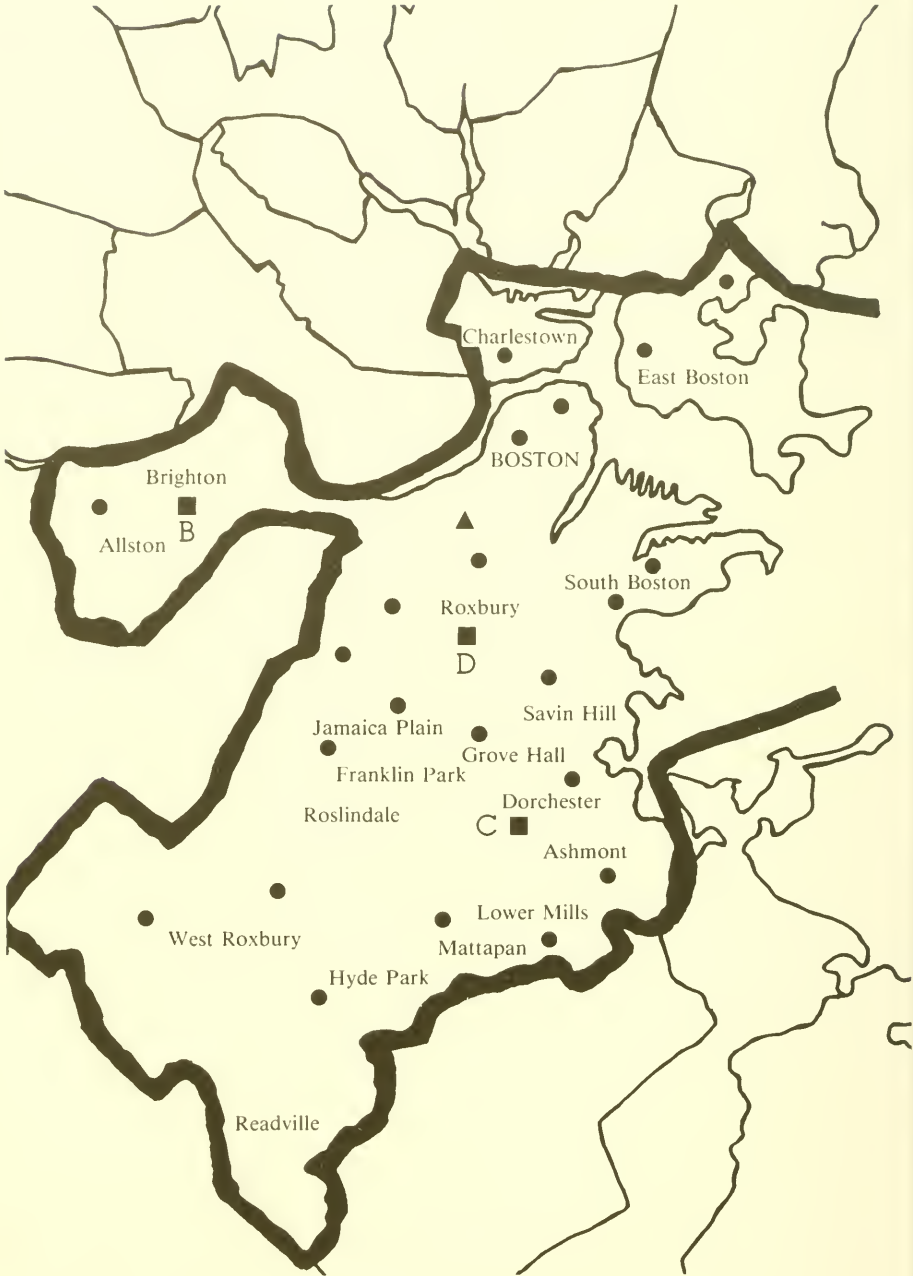 Charlestown
East Boston
BOSTON
Brighton
B
Allston
South Boston
Roxbury
D
Savin Hill
Jamaica Plain
Grove Hall
Franklin Park
Dorchester
Roslindale
C
Ashmont
Lower Mills
West Roxbury
Mattapan
Hyde Park
Readville